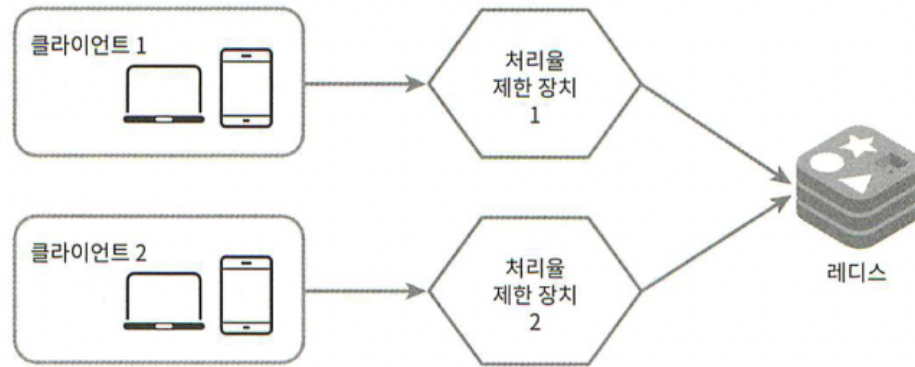 클라이언트 1
처리율
제한 장치
1
클라이언트 2
처리율
제한 장치
2
레디스